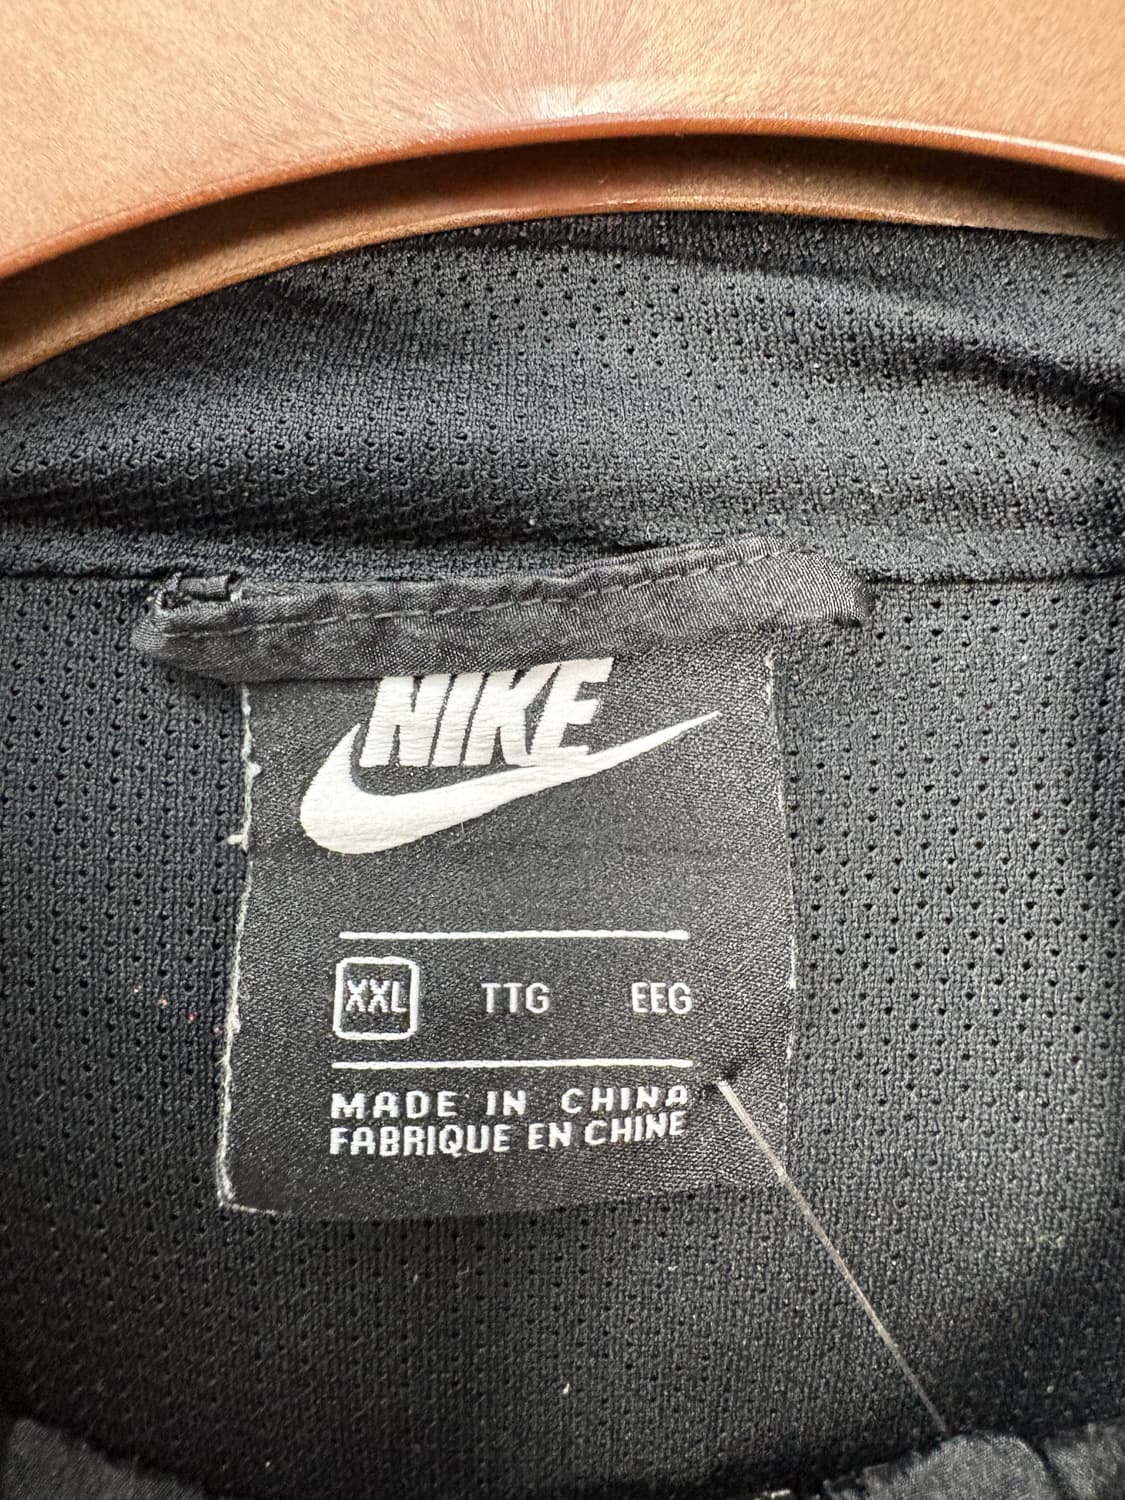 NIKE
XXL TTG EEG
MADE IN CHINA
FABRIQUE EN CHINE